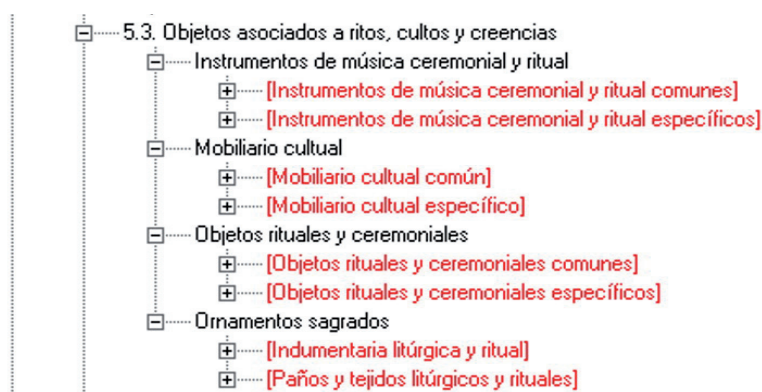 5.3. Objetos asociados a ritos, cultos y creencias
Instrumentos de música ceremonial y ritual
[Instrumentos de música ceremonial y ritual comunes]
[Instrumentos de música ceremonial y ritual específicos]
Mobiliario cultual
[Mobiliario cultual común]
[Mobiliario cultual específico]
Objetos rituales y ceremoniales
[Objetos rituales y ceremoniales comunes]
[Objetos rituales y ceremoniales específicos]
Ornamentos sagrados
[Indumentaria litúrgica y ritual]
[Paños y tejidos litúrgicos y rituales]